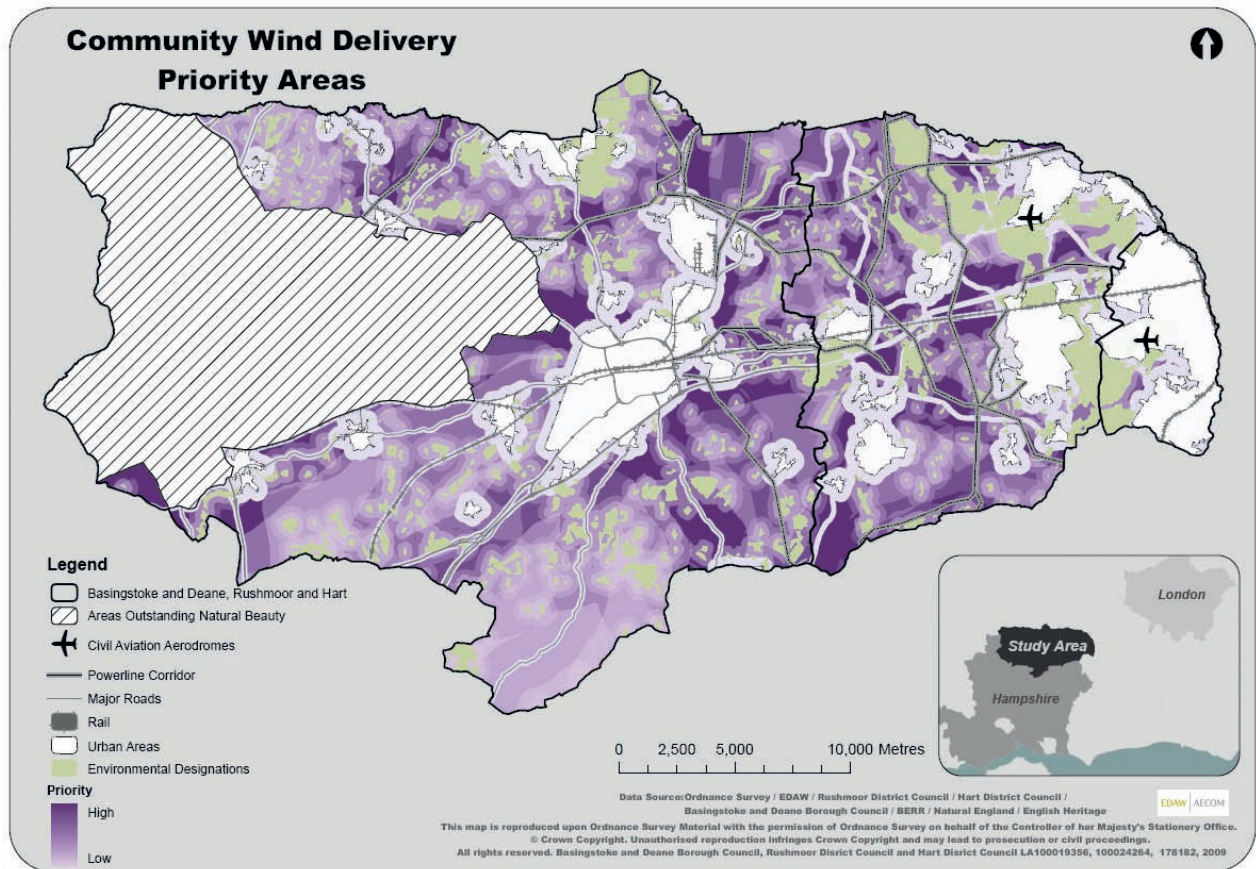 Community Wind Delivery
Priority Areas
Legend
Basingstoke and Deane, Rushmoor and Hart
Areas Outstanding Natural Beauty
Civil Aviation Aerodromes
Powerline Corridor
Major Roads
Rail
Urban Areas
Environmental Designations
Priority
High
Low
0 2,500 5,000 10,000 Metres
London
Study Area
Hampshire
Data Source:Ordnance Survey / EDAW / Rushmoor District Council / Hart District Council /
Basingstoke and Deane Borough Council / BERR / Natural England / English Heritage
EDAW AECOM
This map is reproduced upon Ordnance Survey Material with the permission of Ordnance Survey on behalf of the Controller of her Majesty's Stationery Office.
© Crown Copyright. Unauthorised reproduction infringes Crown Copyright and may lead to prosecution or civil proceedings.
All rights reserved. Basingstoke and Deane Borough Council, Rushmoor Disrict Council and Hart Disrict Council LA100019356, 100024264, 178182, 2009